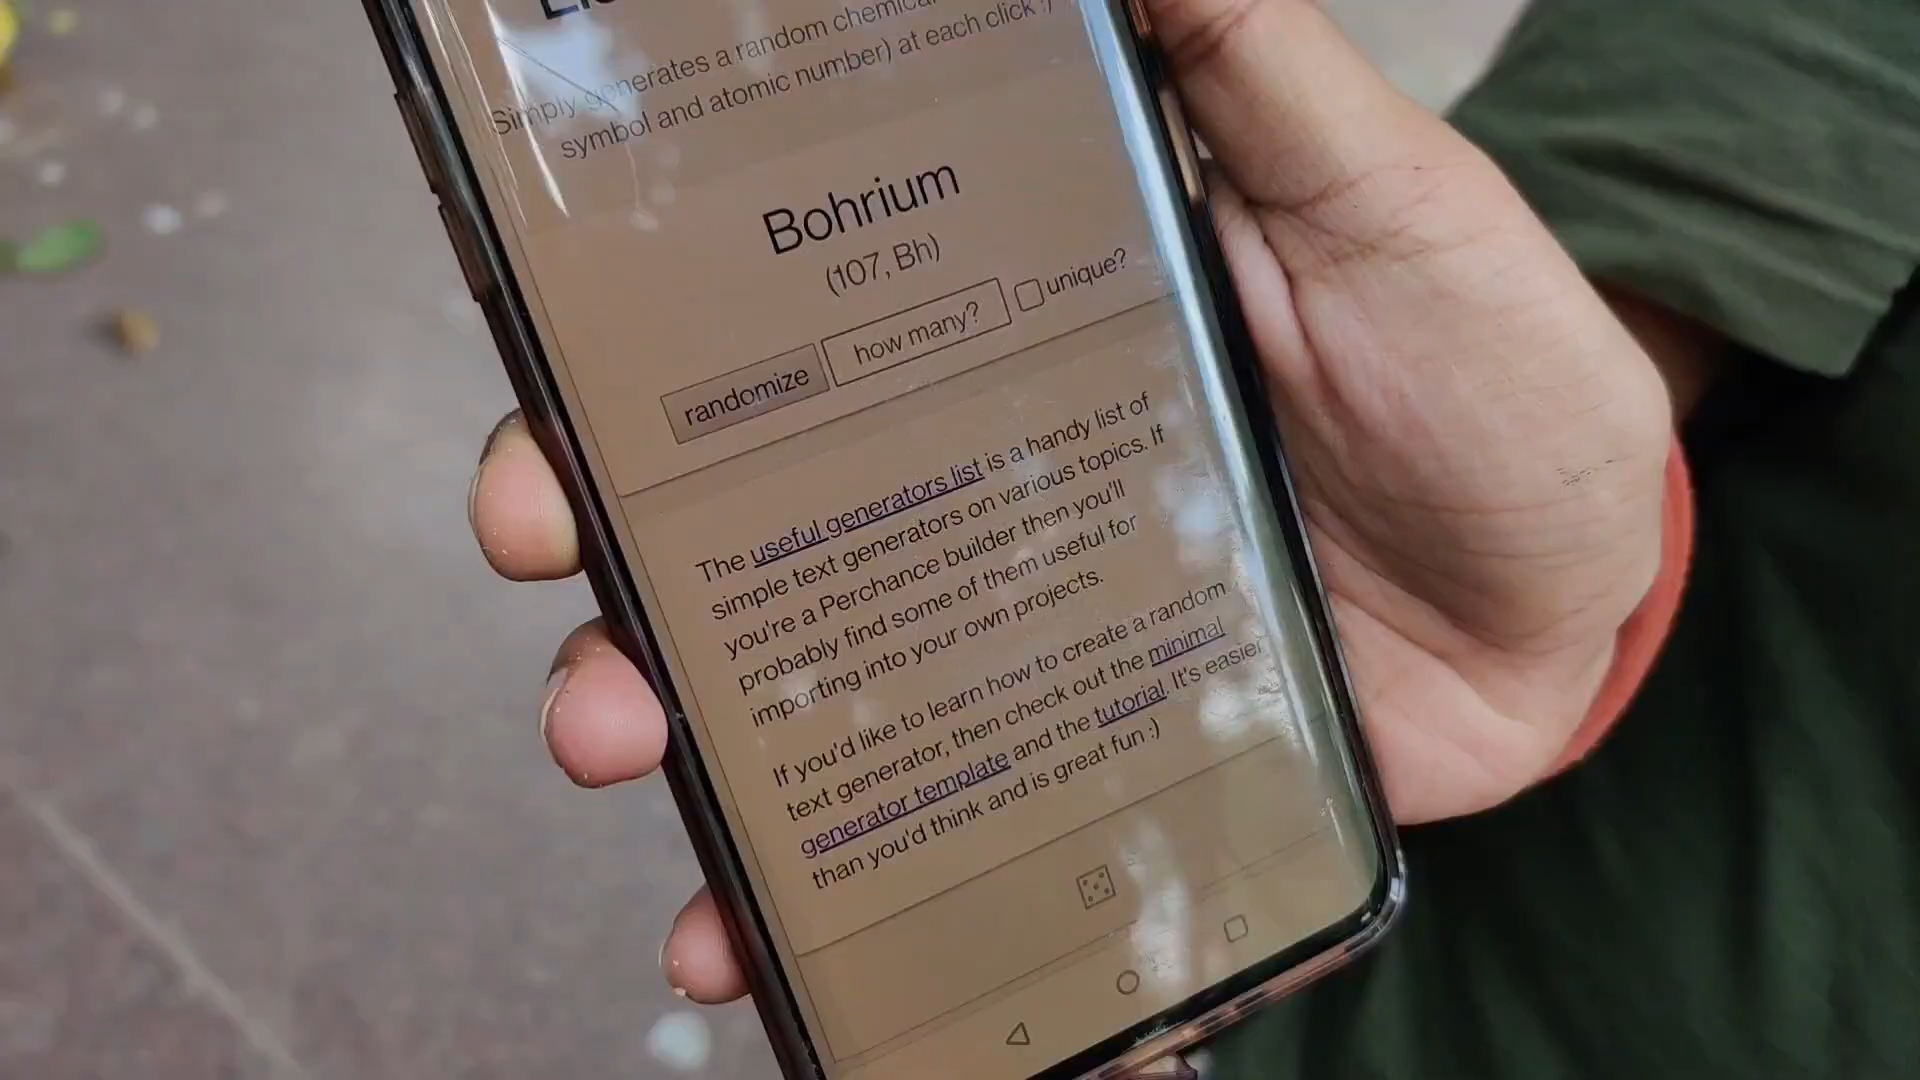 Simply generates a random chemical
symbol and atomic number) at each click :)
Bohrium
(107, Bh)
randomize how many? unique?
The useful generators list is a handy list of
simple text generators on various topics. If
you're a Perchance builder then you'll
probably find some of them useful for
importing into your own projects.
If you'd like to learn how to create a random
text generator, then check out the minimal
generator template and the tutorial. It's easier
than you'd think and is great fun :)